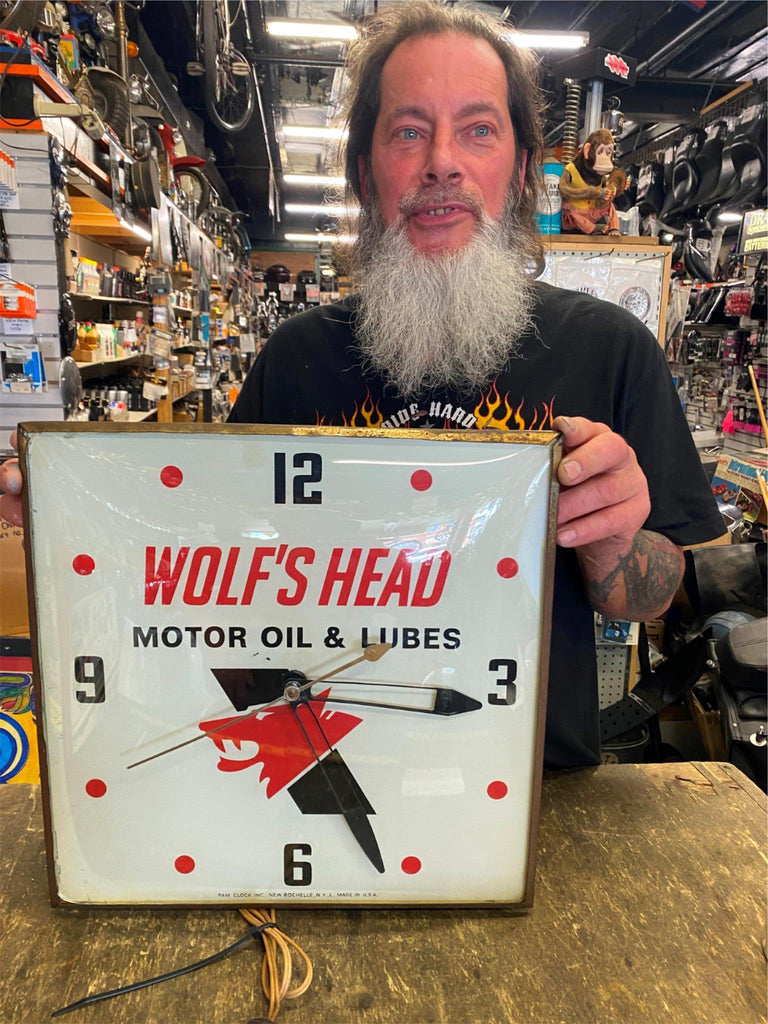 RIDE HARD
12
WOLF'S HEAD
MOTOR OIL & LUBES
9
3
6
PAM CLOCK INC., NEW ROCHELLE, N.Y., MADE IN U.S.A.